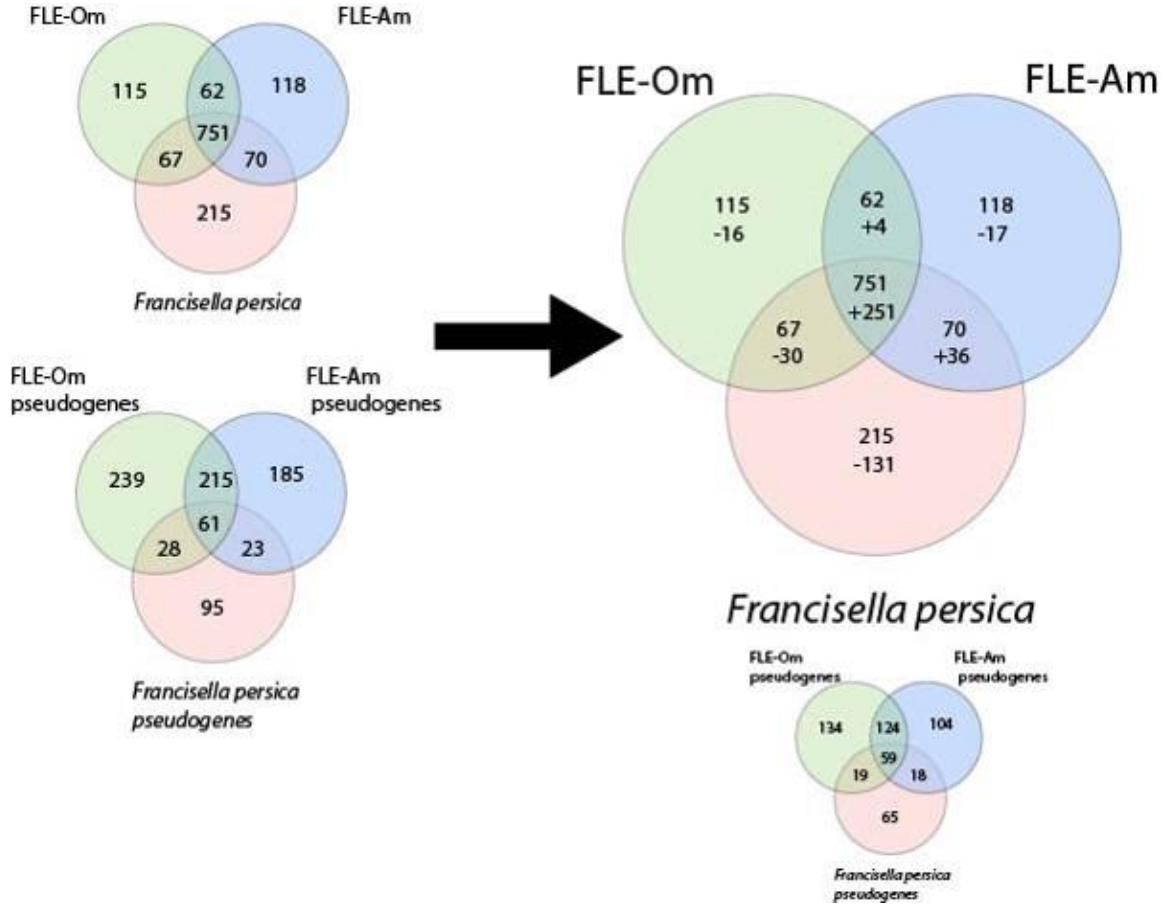 FLE-Om
FLE-Am
115
62
118
751
67
70
215
Francisella persica
FLE-Om
pseudogenes
FLE-Am
pseudogenes
239
215
185
61
28
23
95
Francisella persica
pseudogenes
FLE-Om
FLE-Am
115
-16
62
+4
118
-17
751
+251
67
-30
70
+36
215
-131
Francisella persica
FLE-Om
pseudogenes
FLE-Am
pseudogenes
134
124
104
59
19
18
65
Francisella persica
pseudogenes